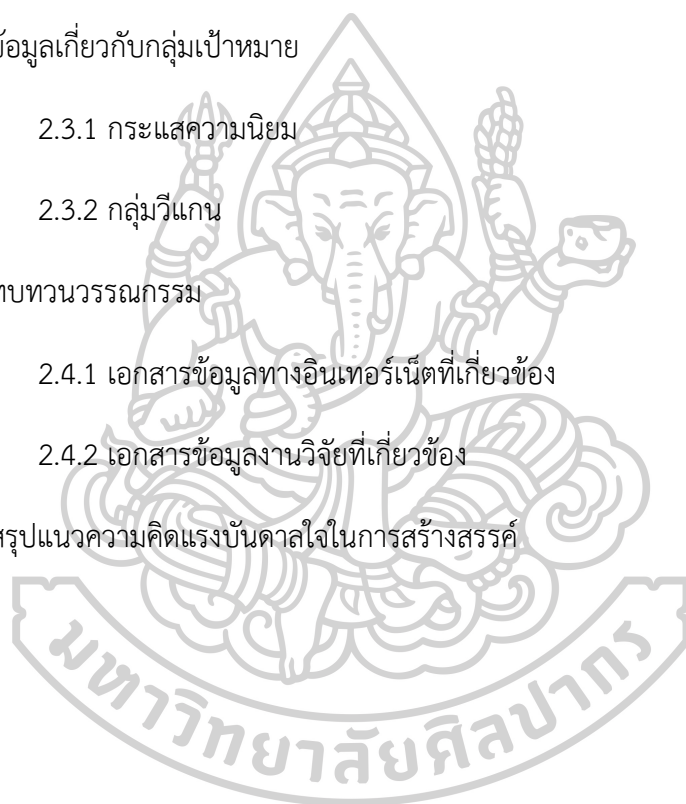 ข้อมูลเกี่ยวกับกลุ่มเป้าหมาย
2.3.1 กระแสความนิยม
2.3.2 กลุ่มวีแกน
ทบทวนวรรณกรรม
2.4.1 เอกสารข้อมูลทางอินเทอร์เน็ตที่เกี่ยวข้อง
2.4.2 เอกสารข้อมูลงานวิจัยที่เกี่ยวข้อง
สรุปแนวความคิดแรงบันดาลใจในการสร้างสรรค์
มหาวิทยาลัยศิลปากร